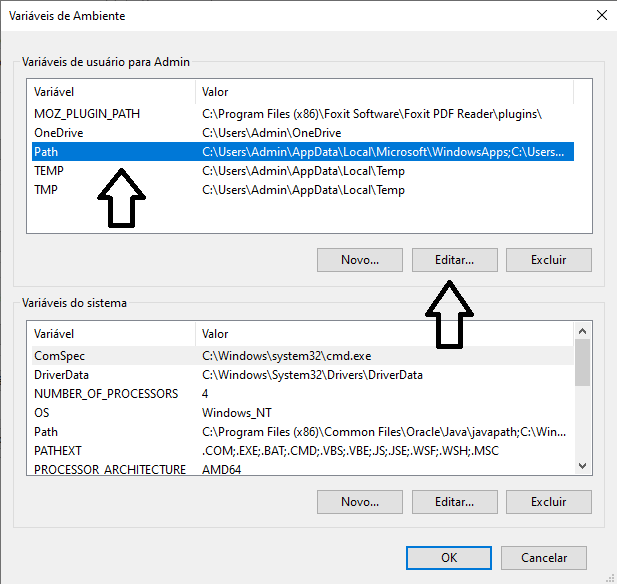 Variáveis de Ambiente
Variáveis de usuário para Admin
Variável Valor
MOZ_PLUGIN_PATH C:\Program Files (x86)\Foxit Software\Foxit PDF Reader\plugins\
OneDrive C:\Users\Admin\OneDrive
Path C:\Users\Admin\AppData\Local\Microsoft\WindowsApps;C:\Users...
TEMP C:\Users\Admin\AppData\Local\Temp
TMP C:\Users\Admin\AppData\Local\Temp
Novo... Editar... Excluir
Variáveis do sistema
Variável Valor
ComSpec C:\Windows\system32\cmd.exe
DriverData C:\Windows\System32\Drivers\DriverData
NUMBER_OF_PROCESSORS 4
OS Windows_NT
Path C:\Program Files (x86)\Common Files\Oracle\Java\javapath;C:\Win...
PATHEXT .COM;.EXE;.BAT;.CMD;.VBS;.VBE;.JS;.JSE;.WSF;.WSH;.MSC
PROCESSOR_ARCHITECTURE AMD64
Novo... Editar... Excluir
OK Cancelar